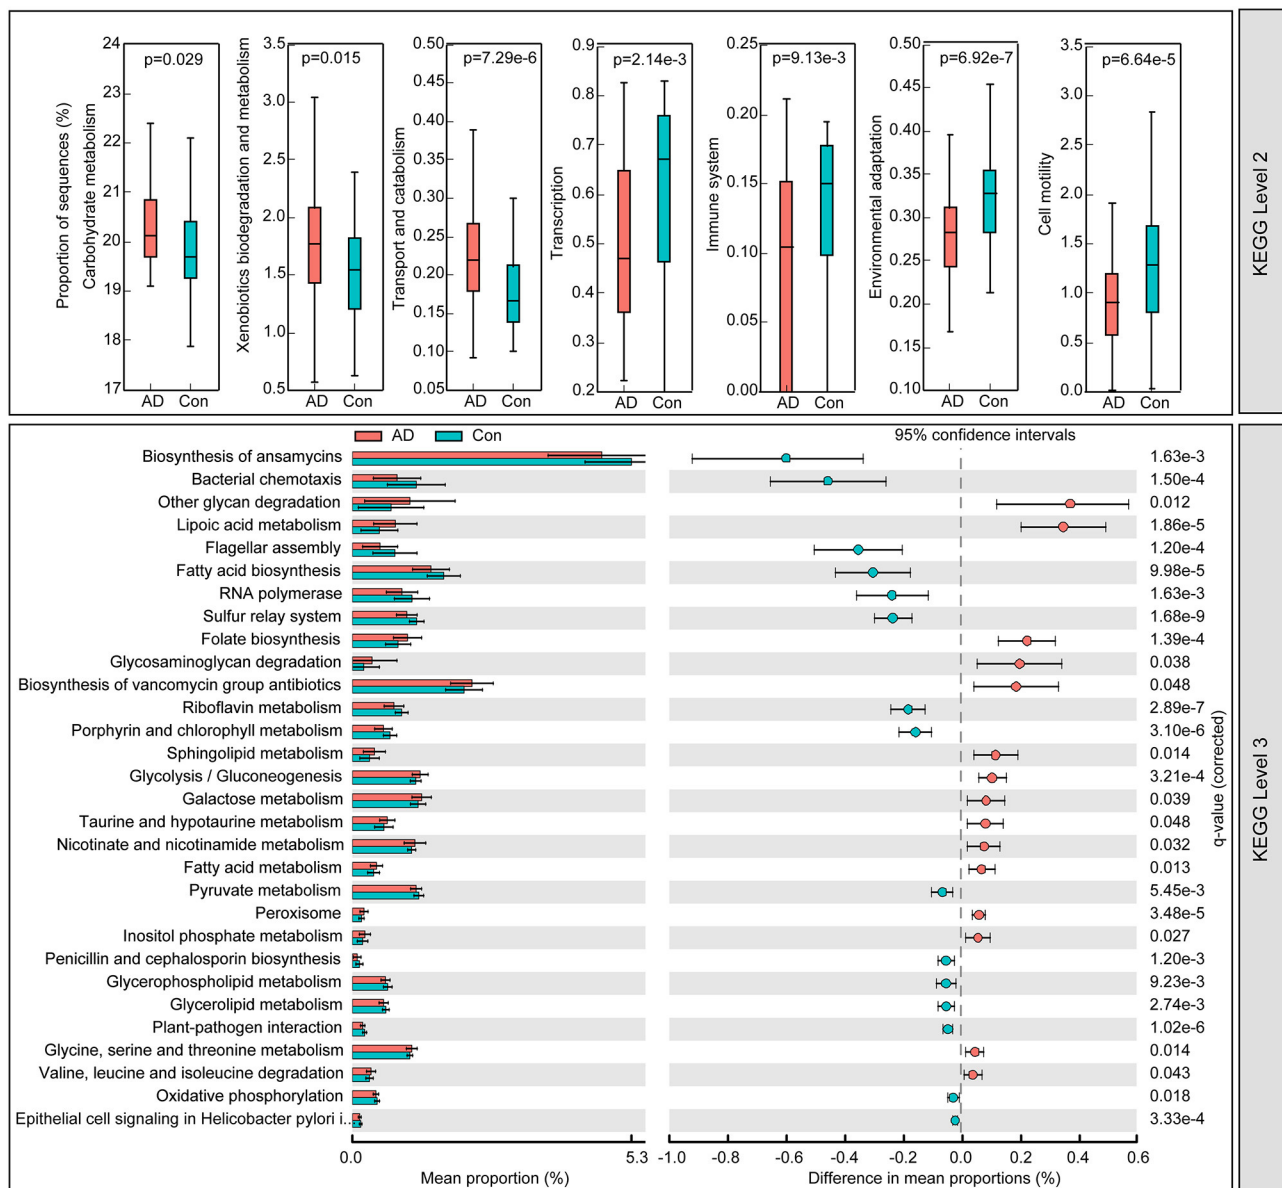 Proportion of sequences (%)
Carbohydrate metabolism
24
23
22
21
20
19
18
17
p=0.029
AD Con
Xenobiotics biodegradation and metabolism
3.5
3.0
2.5
2.0
1.5
1.0
0.5
p=0.015
AD Con
Transport and catabolism
0.50
0.45
0.40
0.35
0.30
0.25
0.20
0.15
0.10
0.05
p=7.29e-6
AD Con
Transcription
0.9
0.8
0.7
0.6
0.5
0.4
0.3
0.2
p=2.14e-3
AD Con
Immune system
0.25
0.20
0.15
0.10
0.05
0.00
p=9.13e-3
AD Con
Environmental adaptation
0.50
0.45
0.40
0.35
0.30
0.25
0.20
0.15
0.10
p=6.92e-7
AD Con
Cell motility
3.5
3.0
2.5
2.0
1.5
1.0
0.5
0.0
p=6.64e-5
AD Con
KEGG Level 2
AD Con
95% confidence intervals
Biosynthesis of ansamycins 1.63e-3
Bacterial chemotaxis 1.50e-4
Other glycan degradation 0.012
Lipoic acid metabolism 1.86e-5
Flagellar assembly 1.20e-4
Fatty acid biosynthesis 9.98e-5
RNA polymerase 1.63e-3
Sulfur relay system 1.68e-9
Folate biosynthesis 1.39e-4
Glycosaminoglycan degradation 0.038
Biosynthesis of vancomycin group antibiotics 0.048
Riboflavin metabolism 2.89e-7
Porphyrin and chlorophyll metabolism 3.10e-6
Sphingolipid metabolism 0.014
Glycolysis / Gluconeogenesis 3.21e-4
Galactose metabolism 0.039
Taurine and hypotaurine metabolism 0.048
Nicotinate and nicotinamide metabolism 0.032
Fatty acid metabolism 0.013
Pyruvate metabolism 5.45e-3
Peroxisome 3.48e-5
Inositol phosphate metabolism 0.027
Penicillin and cephalosporin biosynthesis 1.20e-3
Glycerophospholipid metabolism 9.23e-3
Glycerolipid metabolism 2.74e-3
Plant-pathogen interaction 1.02e-6
Glycine, serine and threonine metabolism 0.014
Valine, leucine and isoleucine degradation 0.043
Oxidative phosphorylation 0.018
Epithelial cell signaling in Helicobacter pylori i... 3.33e-4
q-value (corrected)
KEGG Level 3
0.0 5.3 -1.0 -0.8 -0.6 -0.4 -0.2 0.0 0.2 0.4 0.6
Mean proportion (%) Difference in mean proportions (%)